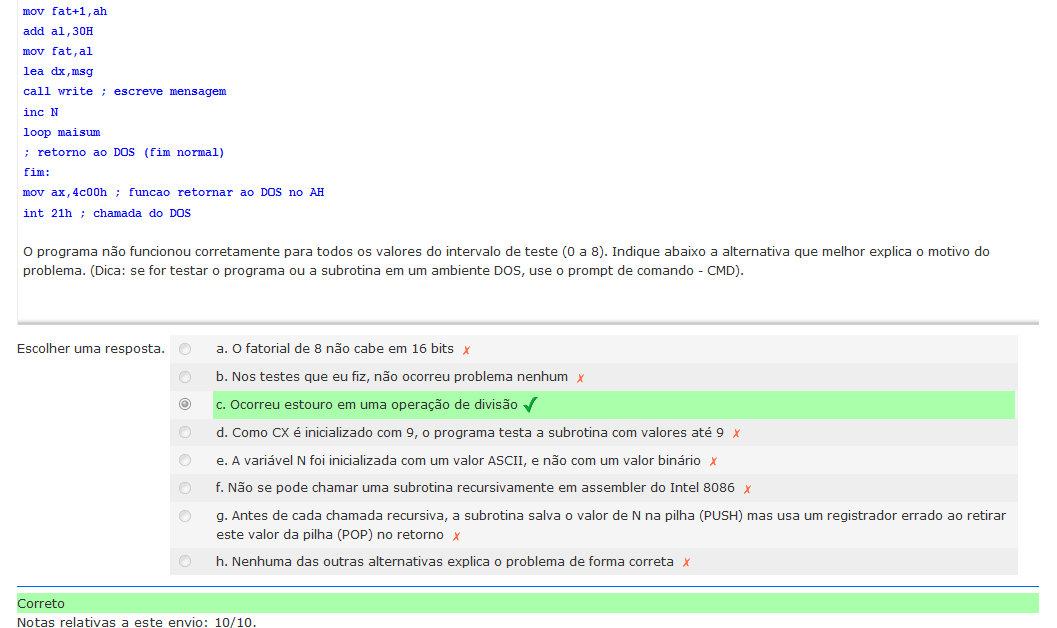 mov fat+1,ah
add al,30H
mov fat,al
lea dx,msg
call write ; escreve mensagem
inc N
loop maisum
; retorno ao DOS (fim normal)
fim:
mov ax,4c00h ; funcao retornar ao DOS no AH
int 21h ; chamada do DOS
O programa não funcionou corretamente para todos os valores do intervalo de teste (0 a 8). Indique abaixo a alternativa que melhor explica o motivo do
problema. (Dica: se for testar o programa ou a subrotina em um ambiente DOS, use o prompt de comando - CMD).
Escolher uma resposta.
a. O fatorial de 8 não cabe em 16 bits ✗
b. Nos testes que eu fiz, não ocorreu problema nenhum ✗
c. Ocorreu estouro em uma operação de divisão ✓
d. Como CX é inicializado com 9, o programa testa a subrotina com valores até 9 ✗
e. A variável N foi inicializada com um valor ASCII, e não com um valor binário ✗
f. Não se pode chamar uma subrotina recursivamente em assembler do Intel 8086 ✗
g. Antes de cada chamada recursiva, a subrotina salva o valor de N na pilha (PUSH) mas usa um registrador errado ao retirar
este valor da pilha (POP) no retorno ✗
h. Nenhuma das outras alternativas explica o problema de forma correta ✗
Correto
Notas relativas a este envio: 10/10.